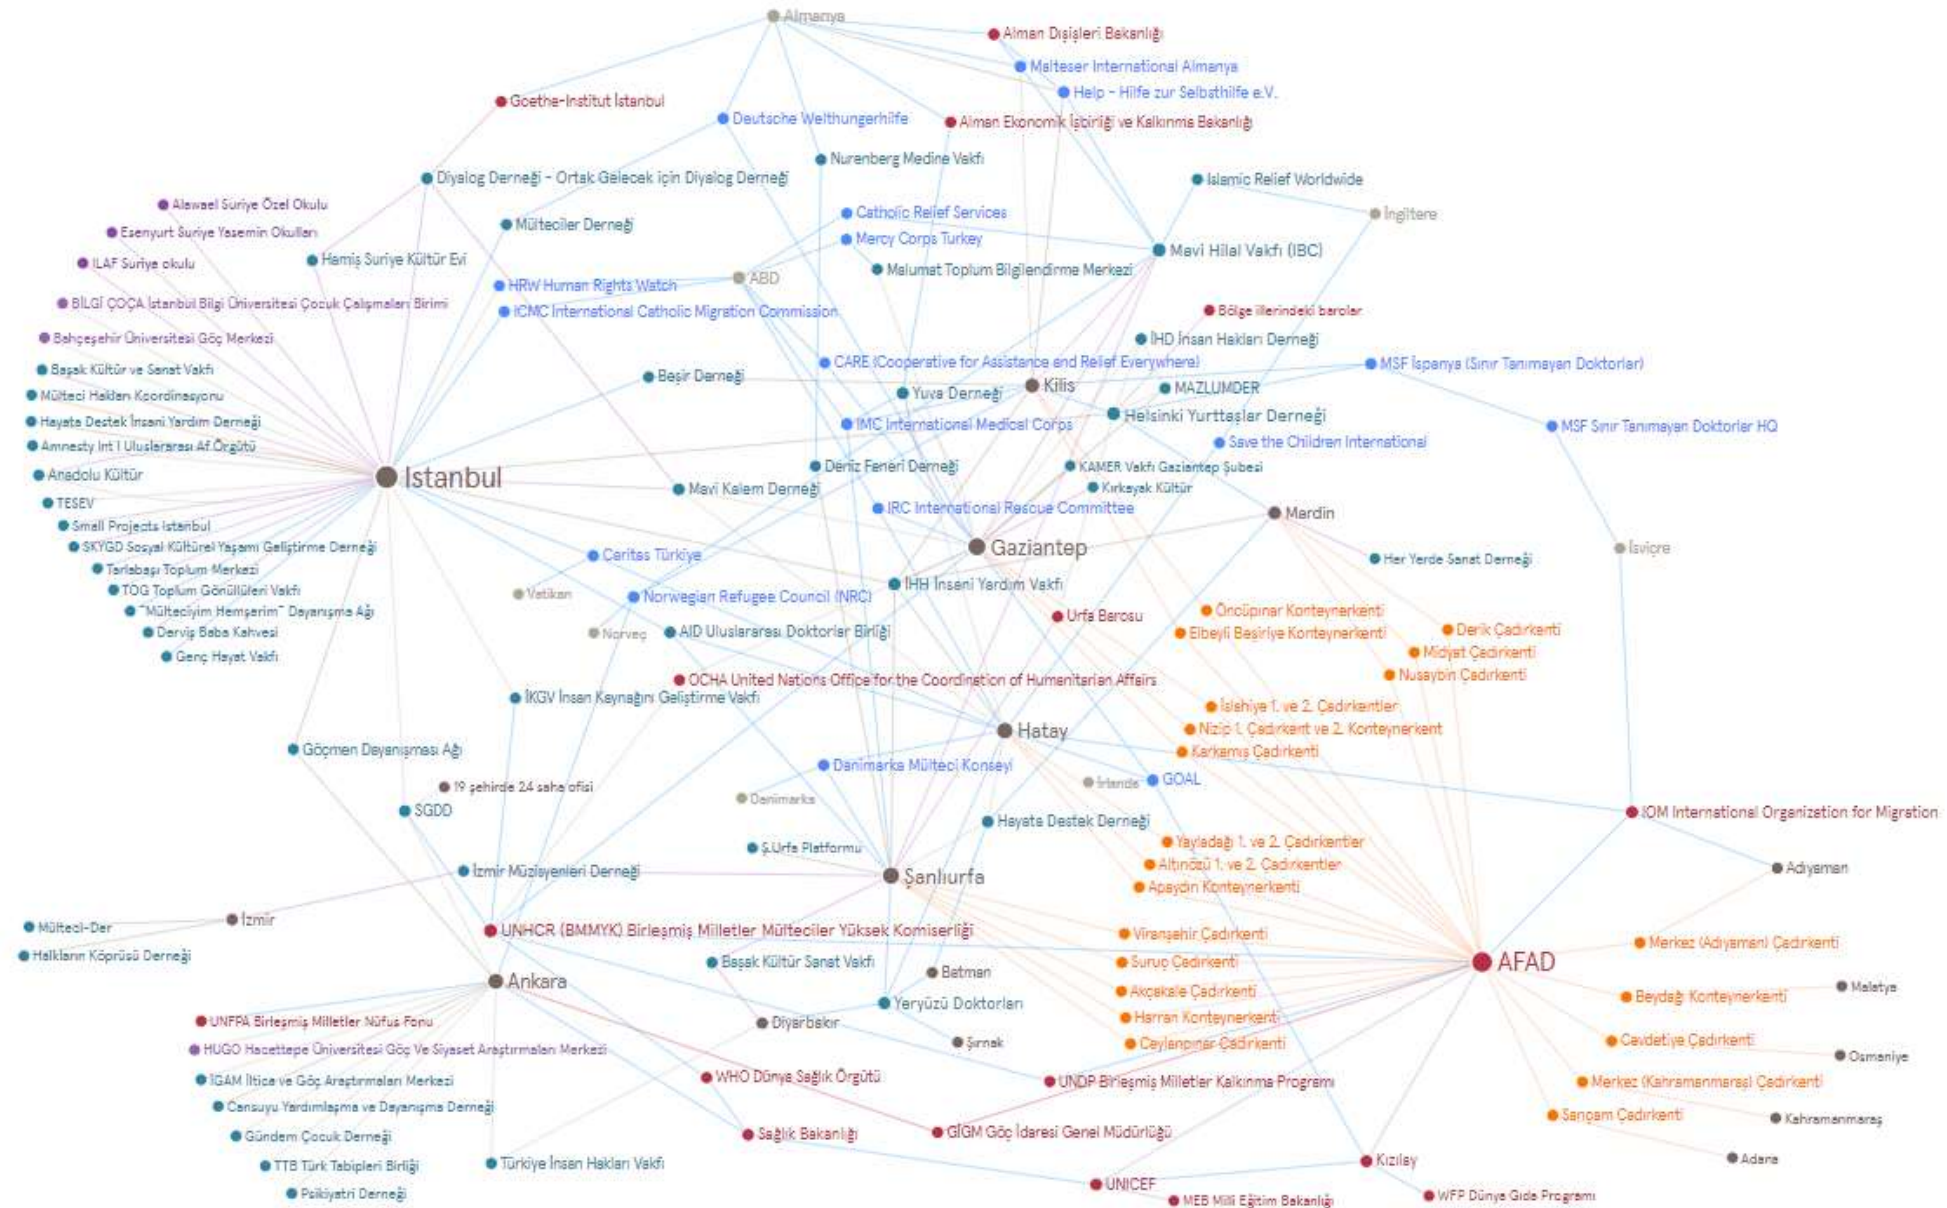 Almanya
Alman Dışişleri Bakanlığı
Malteser International Almanya
Help - Hilfe zur Selbsthilfe e.V.
Goethe-Institut İstanbul
Deutsche Welthungerhilfe
Alman Ekonomik İşbirliği ve Kalkınma Bakanlığı
Nurenberg Medine Vakfı
Diyalog Derneği - Ortak Gelecek için Diyalog Derneği
Islamic Relief Worldwide
Alawael Suriye Özel Okulu
Catholic Relief Services
İngiltere
Mülteciler Derneği
Esenyurt Suriye Yasemin Okulları
Mercy Corps Turkey
Mavi Hilal Vakfı (IBC)
Hamiş Suriye Kültür Evi
ILAF Suriye okulu
Malumat Toplum Bilgilendirme Merkezi
ABD
HRW Human Rights Watch
BİLGİ ÇOÇA İstanbul Bilgi Üniversitesi Çocuk Çalışmaları Birimi
ICMC International Catholic Migration Commission
Bölge illerindeki barolar
Bahçeşehir Üniversitesi Göç Merkezi
İHD İnsan Hakları Derneği
CARE (Cooperative for Assistance and Relief Everywhere)
MSF İspanya (Sınır Tanımayan Doktorlar)
Başak Kültür ve Sanat Vakfı
Beşir Derneği
Kilis
MAZLUMDER
Yuva Derneği
Mülteci Hakları Koordinasyonu
Helsinki Yurttaşlar Derneği
Hayata Destek İnsani Yardım Derneği
IMC International Medical Corps
MSF Sınır Tanımayan Doktorlar HQ
Save the Children International
Amnesty Int'l Uluslararası Af Örgütü
Deniz Feneri Derneği
KAMER Vakfı Gaziantep Şubesi
Anadolu Kültür
Istanbul
Mavi Kalem Derneği
Kırkayak Kültür
TESEV
IRC International Rescue Committee
Mardin
Small Projects Istanbul
SKYGD Sosyal Kültürel Yaşamı Geliştirme Derneği
Gaziantep
İsviçre
Caritas Türkiye
Her Yerde Sanat Derneği
Tarlabaşı Toplum Merkezi
İHH İnsani Yardım Vakfı
TOG Toplum Gönüllüleri Vakfı
Vatikan
Norwegian Refugee Council (NRC)
"Mülteciyim Hemşerim" Dayanışma Ağı
Öncüpınar Konteynerkenti
Urfa Barosu
Derviş Baba Kahvesi
Norveç
AID Uluslararası Doktorlar Birliği
Elbeyli Beşiriye Konteynerkenti
Derik Çadırkenti
Genç Hayat Vakfı
Midyat Çadırkenti
Nusaybin Çadırkenti
OCHA United Nations Office for the Coordination of Humanitarian Affairs
İKGV İnsan Kaynağını Geliştirme Vakfı
İslahiye 1. ve 2. Çadırkentler
Hatay
Nizip 1. Çadırkent ve 2. Konteynerkent
Göçmen Dayanışması Ağı
Karkamış Çadırkenti
Danimarka Mülteci Konseyi
İrlanda
GOAL
19 şehirde 24 saha ofisi
Danimarka
SGDD
IOM International Organization for Migration
Hayata Destek Derneği
Ş.Urfa Platformu
Yayladağı 1. ve 2. Çadırkentler
İzmir Müzisyenleri Derneği
Şanlıurfa
Altınözü 1. ve 2. Çadırkentler
Adıyaman
Apaydın Konteynerkenti
İzmir
Mülteci-Der
UNHCR (BMMYK) Birleşmiş Milletler Mülteciler Yüksek Komiserliği
Viranşehir Çadırkenti
Merkez (Adıyaman) Çadırkenti
Halkların Köprüsü Derneği
Başak Kültür Sanat Vakfı
Suruç Çadırkenti
AFAD
Ankara
Batman
Malatya
Akçakale Çadırkenti
Beydağı Konteynerkenti
Yeryüzü Doktorları
UNFPA Birleşmiş Milletler Nüfus Fonu
Diyarbakır
Harran Konteynerkenti
Şırnak
Ceylanpınar Çadırkenti
Cevdetiye Çadırkenti
HUGO Hacettepe Üniversitesi Göç Ve Siyaset Araştırmaları Merkezi
Osmaniye
İGAM İltica ve Göç Araştırmaları Merkezi
WHO Dünya Sağlık Örgütü
UNDP Birleşmiş Milletler Kalkınma Programı
Merkez (Kahramanmaraş) Çadırkenti
Cansuyu Yardımlaşma ve Dayanışma Derneği
Sarıçam Çadırkenti
Kahramanmaraş
Gündem Çocuk Derneği
Sağlık Bakanlığı
GİGM Göç İdaresi Genel Müdürlüğü
TTB Türk Tabipleri Birliği
Türkiye İnsan Hakları Vakfı
Kızılay
Adana
Psikiyatri Derneği
UNICEF
MEB Milli Eğitim Bakanlığı
WFP Dünya Gıda Programı